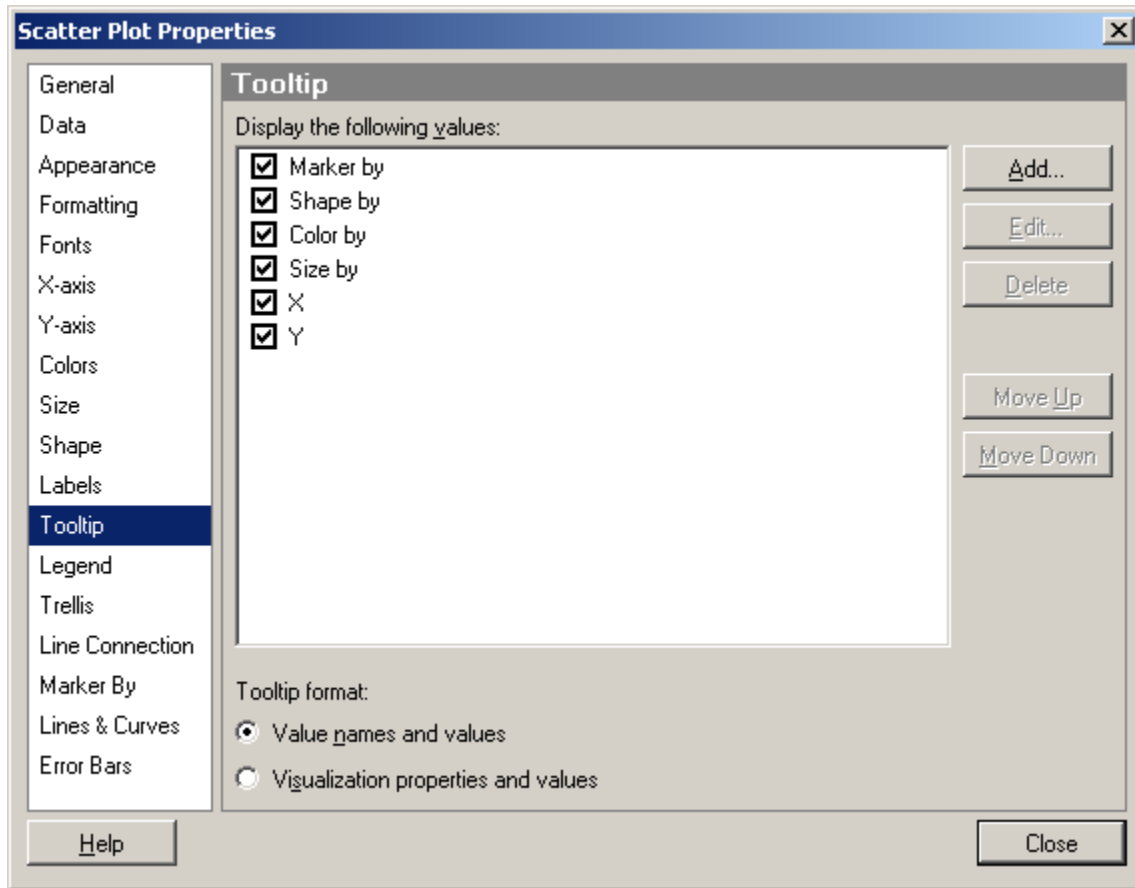 Scatter Plot Properties
General
Data
Appearance
Formatting
Fonts
X-axis
Y-axis
Colors
Size
Shape
Labels
Tooltip
Legend
Trellis
Line Connection
Marker By
Lines & Curves
Error Bars
Tooltip
Display the following values:
Marker by
Shape by
Color by
Size by
X
Y
Add...
Edit...
Delete
Move Up
Move Down
Tooltip format:
Value names and values
Visualization properties and values
Help
Close